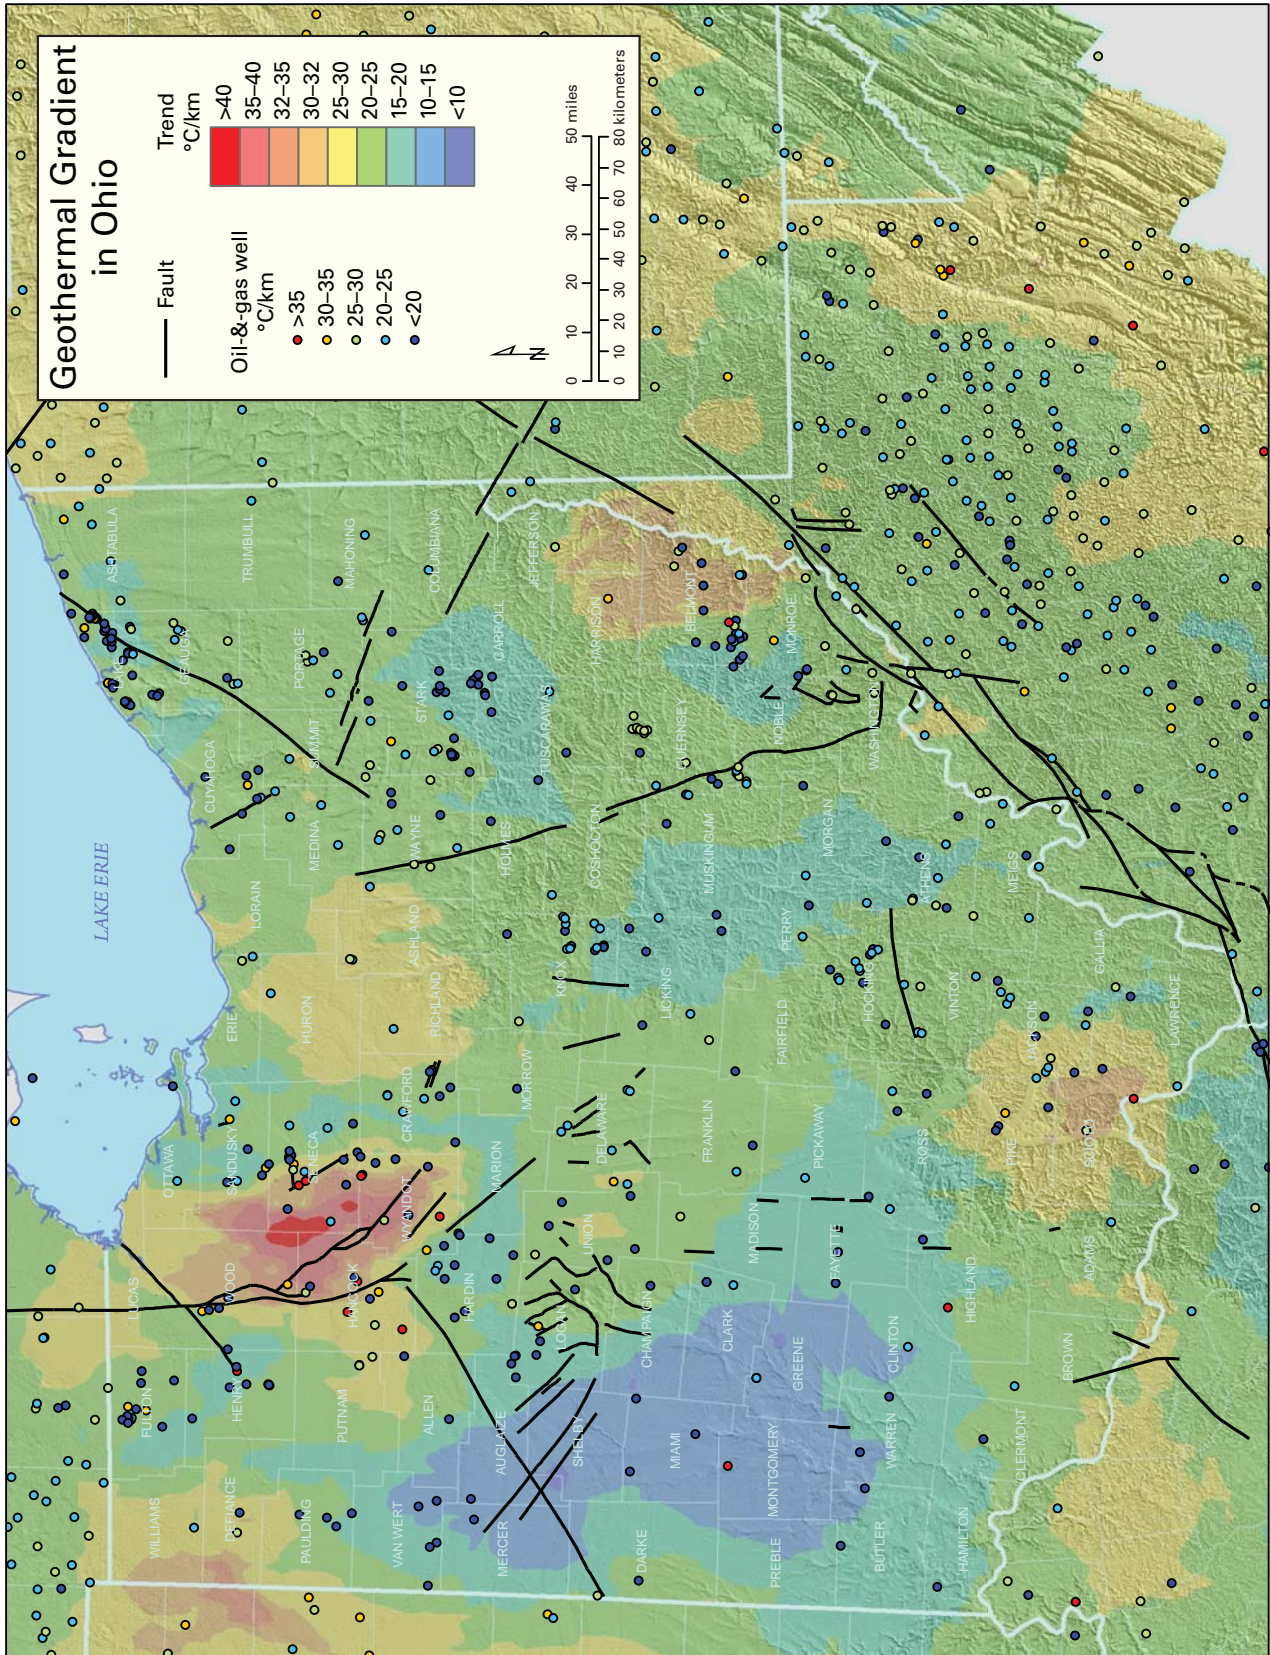 Geothermal Gradient
in Ohio
Fault
Oil-&-gas well
°C/km
>35
30–35
25–30
20–25
<20
Trend
°C/km
>40
35–40
32–35
30–32
25–30
20–25
15–20
10–15
<10
N
0 10 20 30 40 50 miles
0 10 20 30 40 50 60 70 80 kilometers
LAKE ERIE
WILLIAMS
FULTON
LUCAS
OTTAWA
ERIE
LORAIN
CUYAHOGA
LAKE
GEAUGA
ASHTABULA
TRUMBULL
DEFIANCE
HENRY
WOOD
SANDUSKY
HURON
MEDINA
SUMMIT
PORTAGE
MAHONING
PAULDING
PUTNAM
HANCOCK
SENECA
VAN WERT
ALLEN
WYANDOT
CRAWFORD
RICHLAND
ASHLAND
WAYNE
STARK
COLUMBIANA
MERCER
AUGLAIZE
HARDIN
MARION
MORROW
HOLMES
CARROLL
JEFFERSON
SHELBY
LOGAN
UNION
DELAWARE
KNOX
COSHOCTON
TUSCARAWAS
HARRISON
DARKE
MIAMI
CHAMPAIGN
CLARK
MADISON
FRANKLIN
LICKING
MUSKINGUM
GUERNSEY
BELMONT
PREBLE
MONTGOMERY
GREENE
FAYETTE
PICKAWAY
FAIRFIELD
PERRY
MORGAN
NOBLE
MONROE
BUTLER
WARREN
CLINTON
ROSS
HOCKING
ATHENS
WASHINGTON
HAMILTON
CLERMONT
HIGHLAND
PIKE
VINTON
JACKSON
MEIGS
BROWN
ADAMS
SCIOTO
GALLIA
LAWRENCE